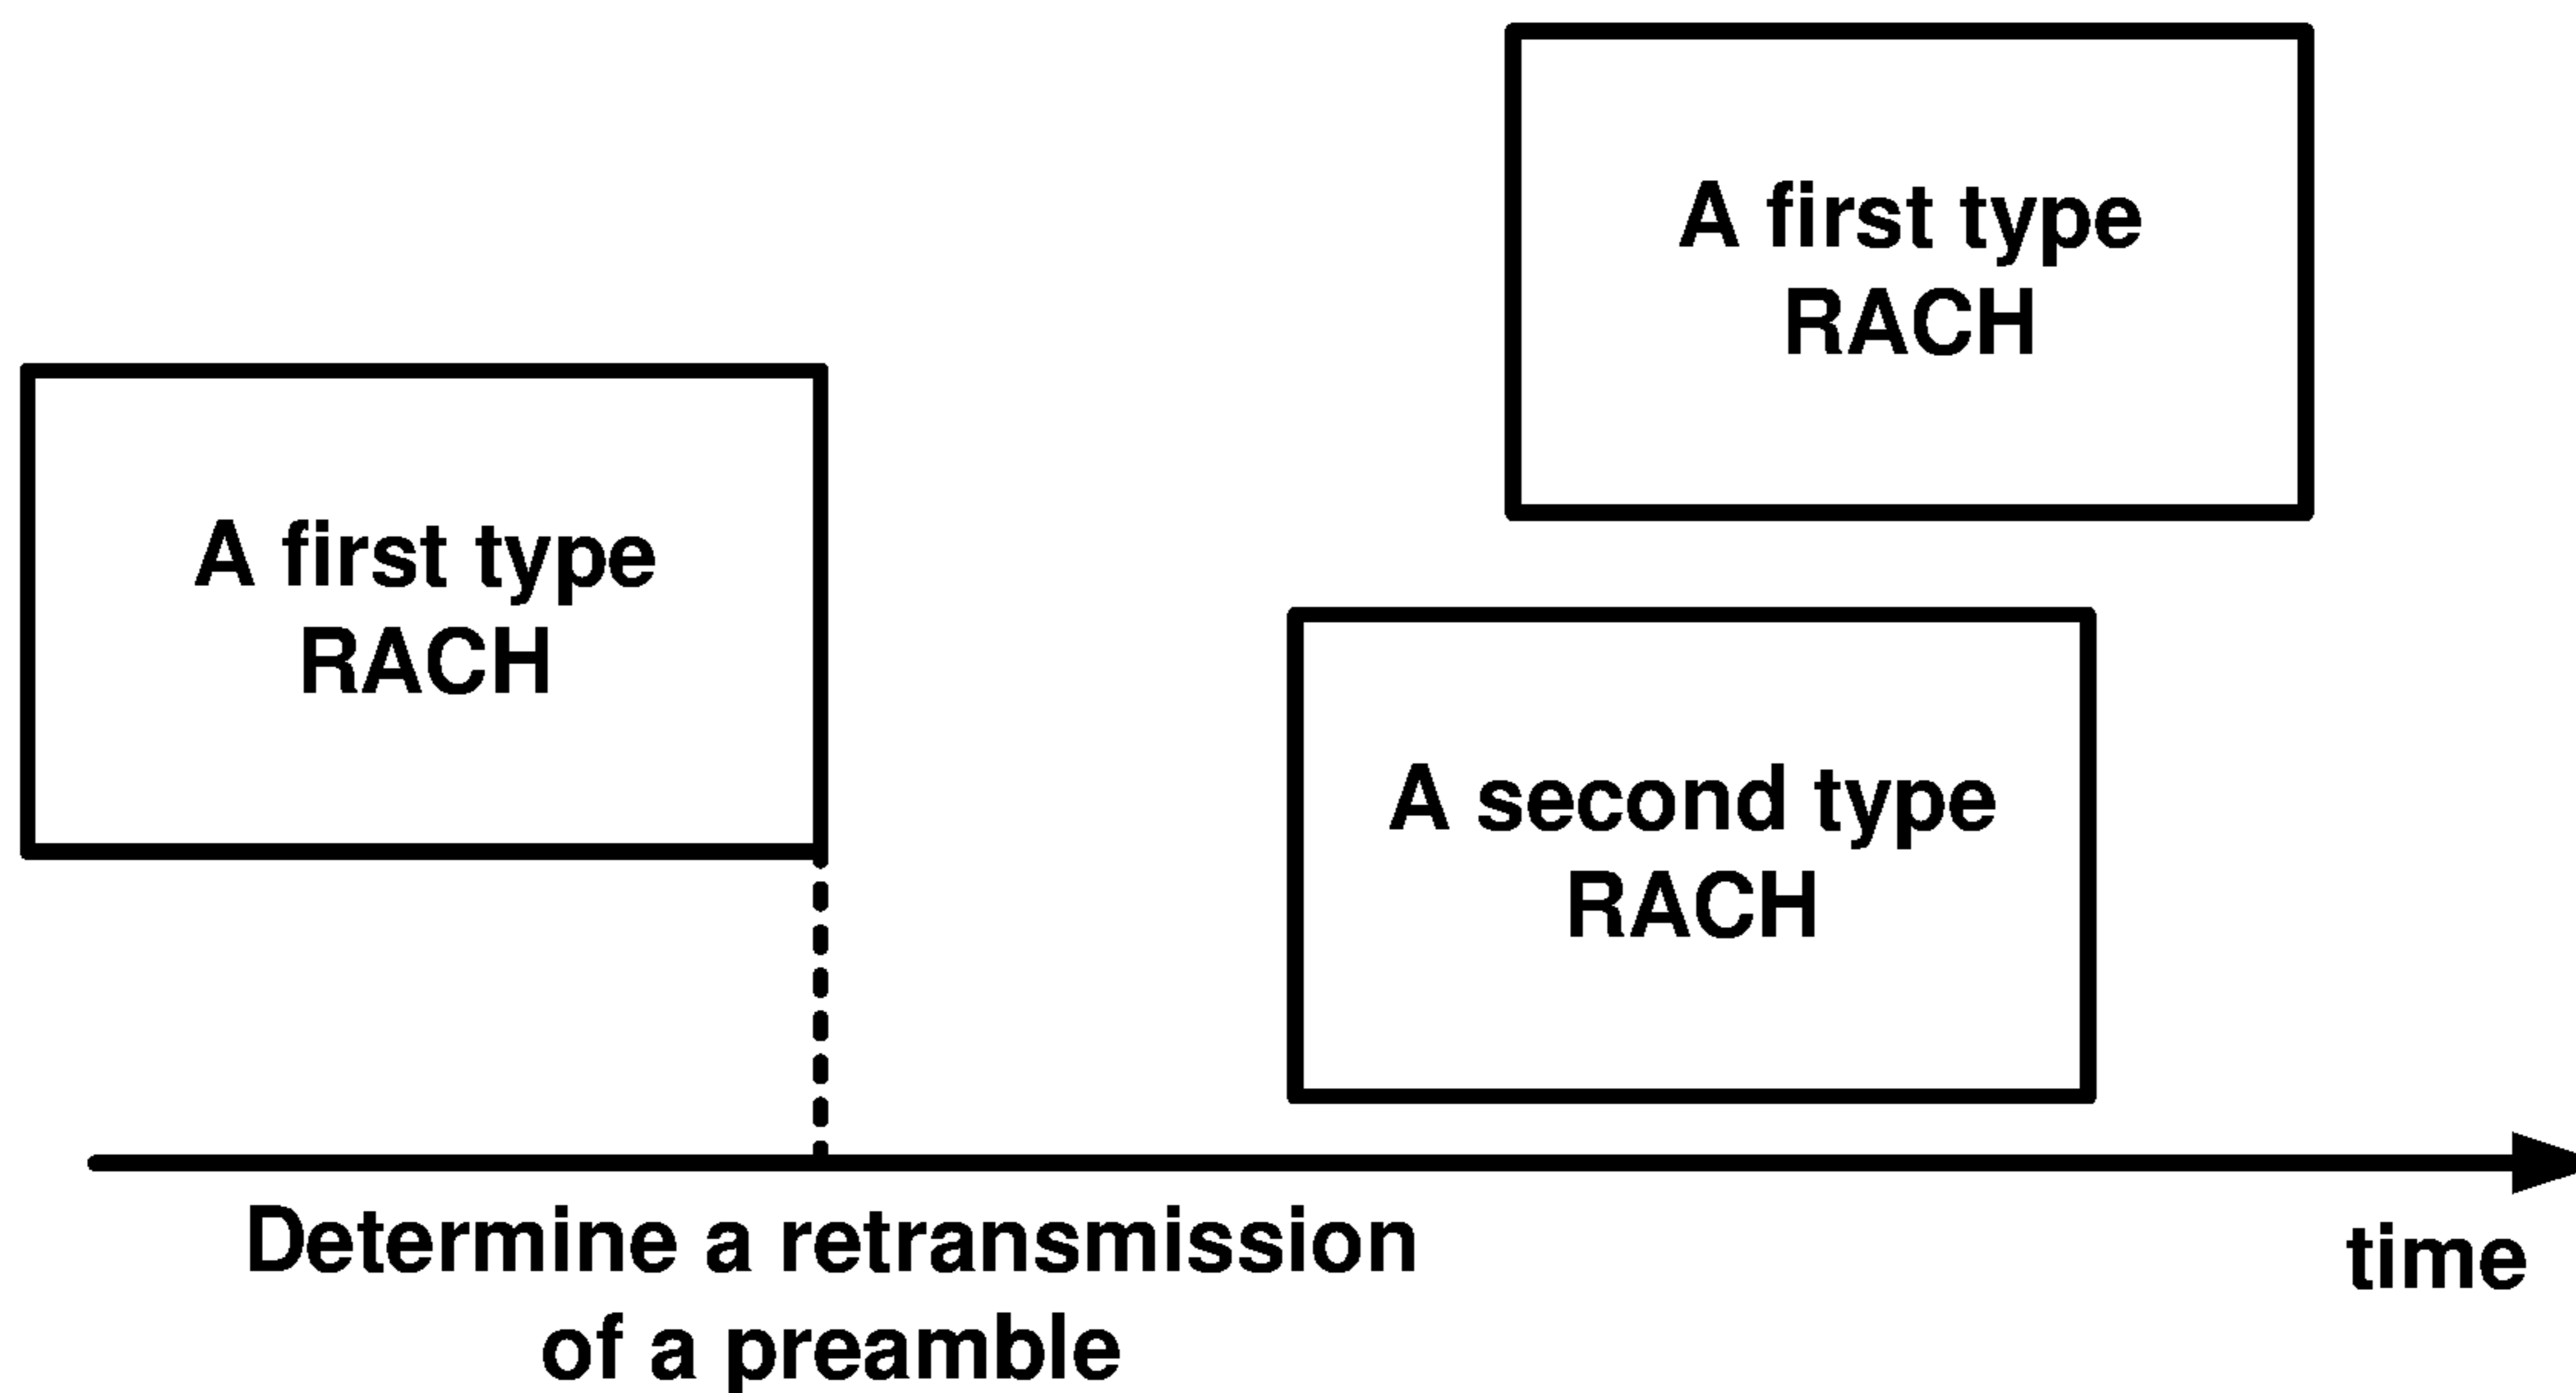 A first type
RACH
A first type
RACH
A second type
RACH
Determine a retransmission
of a preamble
time